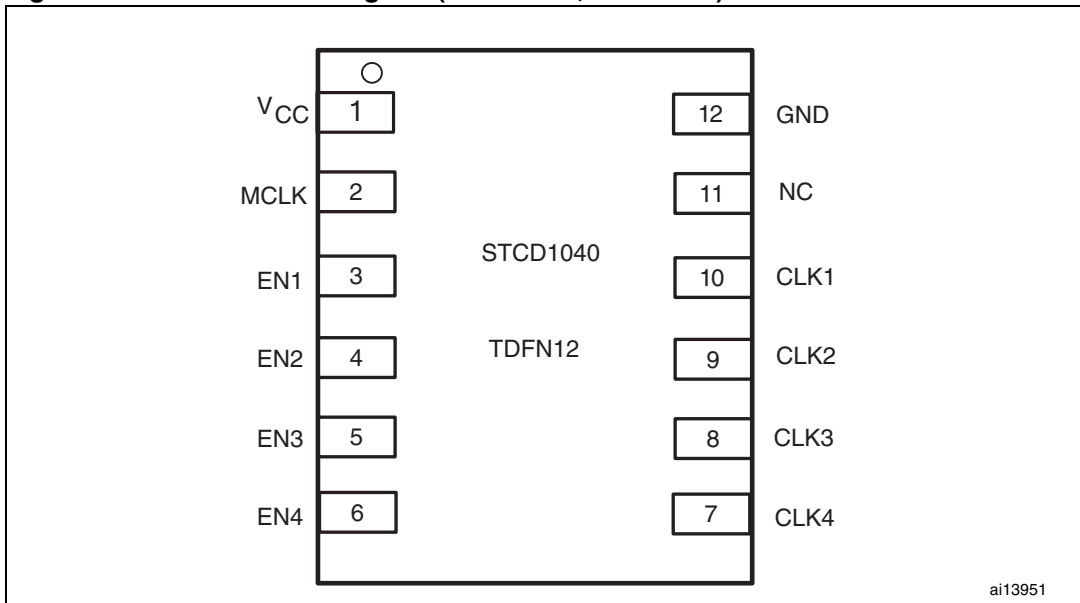 VCC 1 12 GND
MCLK 2 11 NC
STCD1040
EN1 3 10 CLK1
TDFN12
EN2 4 9 CLK2
EN3 5 8 CLK3
EN4 6 7 CLK4
ai13951